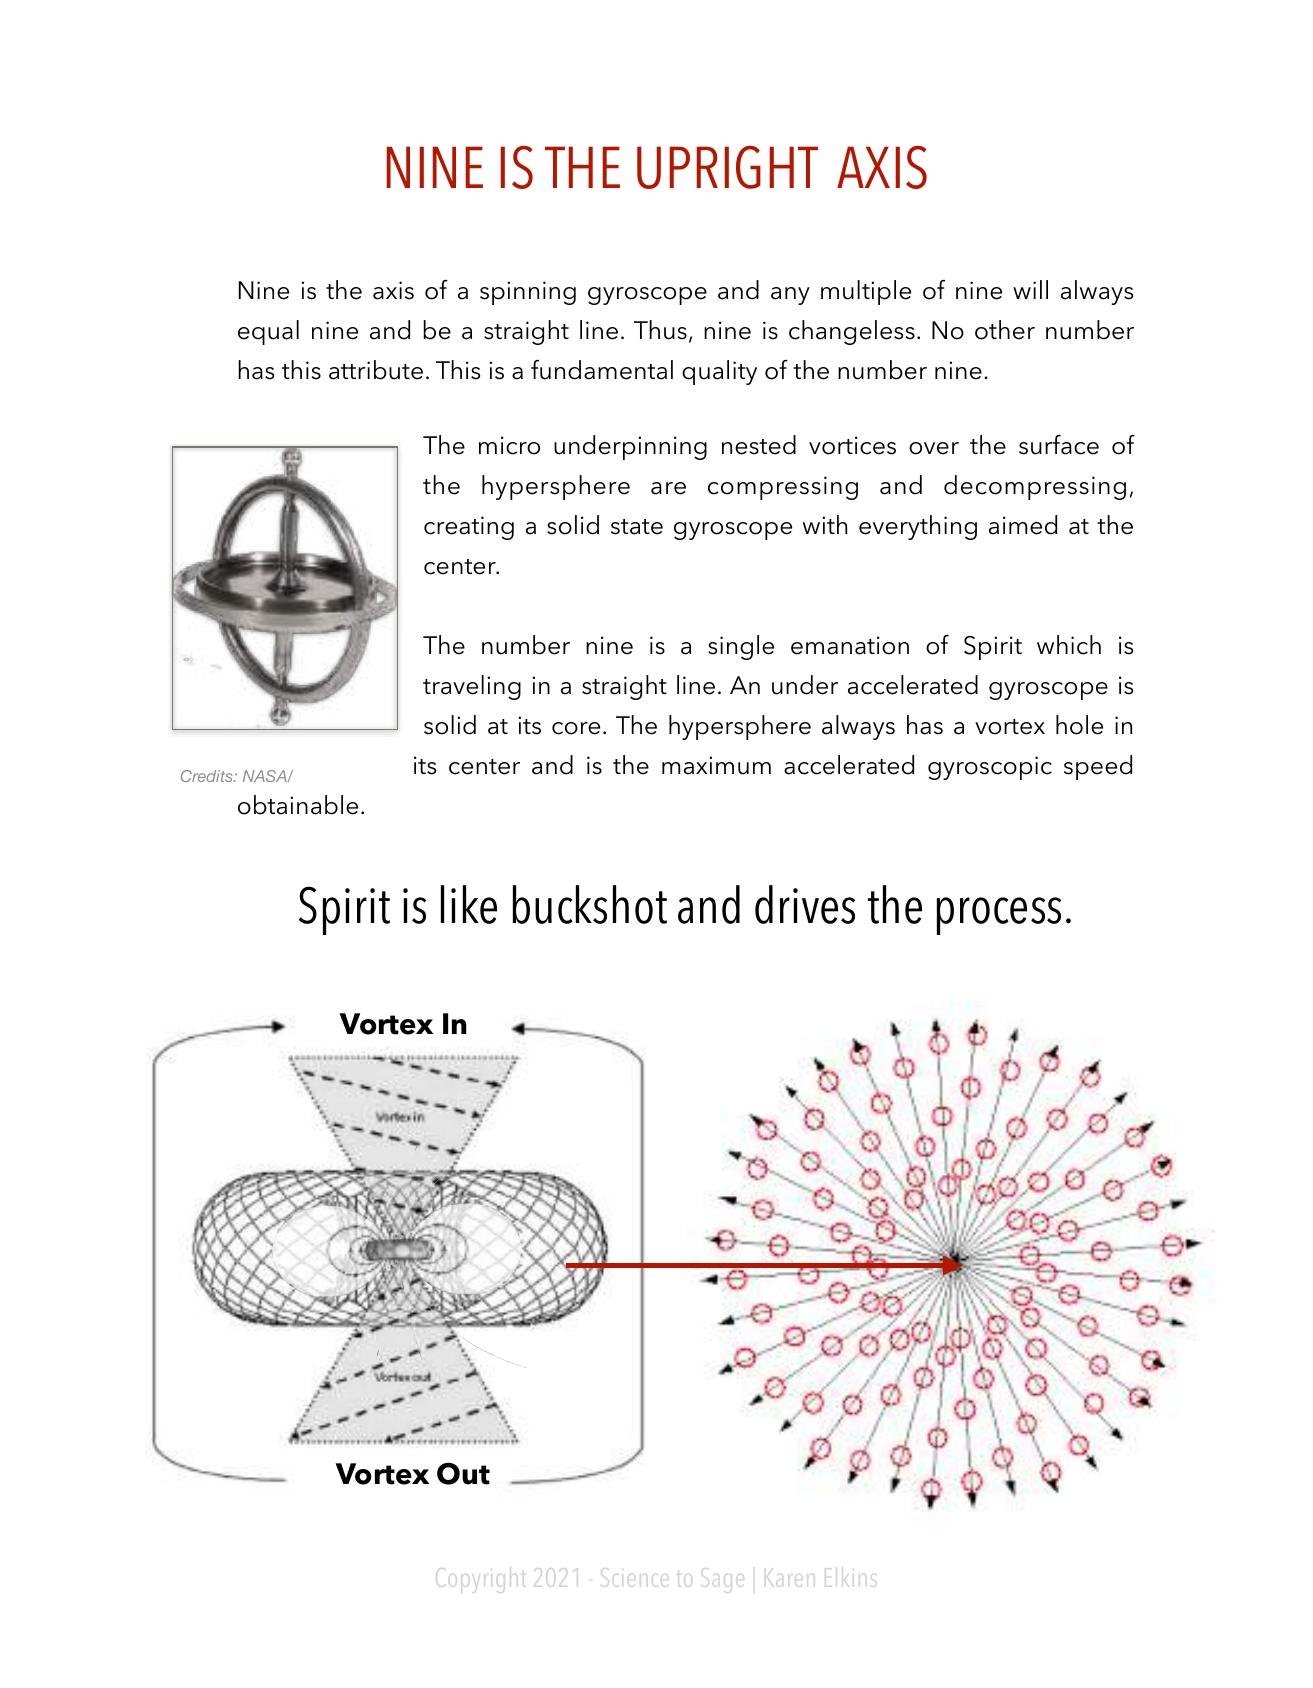 NINE IS THE UPRIGHT AXIS
Nine is the axis of a spinning gyroscope and any multiple of nine will always
equal nine and be a straight line. Thus, nine is changeless. No other number
has this attribute. This is a fundamental quality of the number nine.
The micro underpinning nested vortices over the surface of
the hypersphere are compressing and decompressing,
creating a solid state gyroscope with everything aimed at the
center.
The number nine is a single emanation of Spirit which is
traveling in a straight line. An under accelerated gyroscope is
solid at its core. The hypersphere always has a vortex hole in
its center and is the maximum accelerated gyroscopic speed
obtainable.
Credits: NASA/
Spirit is like buckshot and drives the process.
Vortex In
Vortex in
Vortex out
Vortex Out
Copyright 2021 - Science to Sage | Karen Elkins